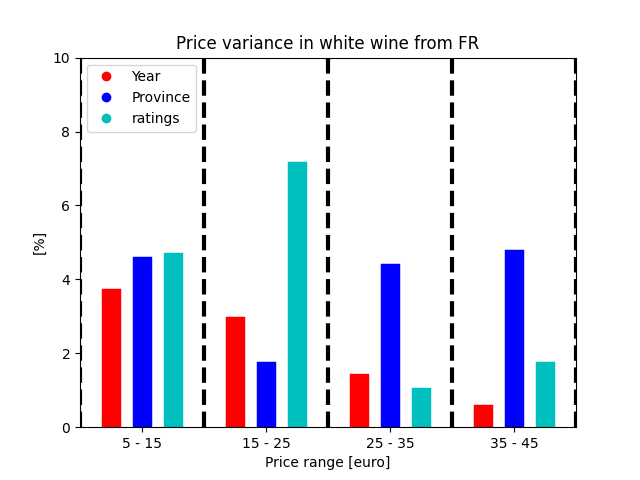 Price variance in white wine from FR
10
8
6
4
2
0
[%]
Year
Province
ratings
5 - 15
15 - 25
25 - 35
35 - 45
Price range [euro]